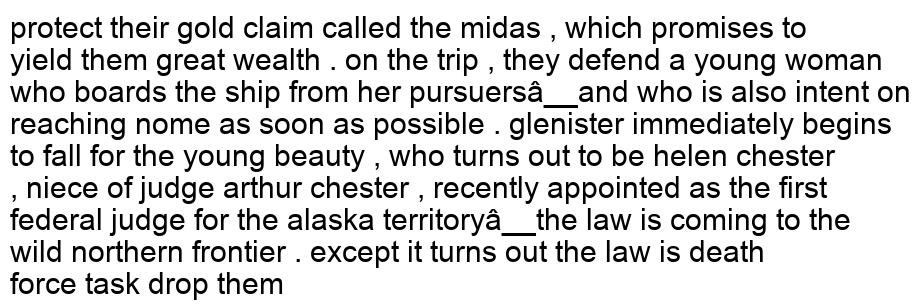 protect their gold claim called the midas , which promises to
yield them great wealth . on the trip , they defend a young woman
who boards the ship from her pursuersâ__and who is also intent on
reaching nome as soon as possible . glenister immediately begins
to fall for the young beauty , who turns out to be helen chester
, niece of judge arthur chester , recently appointed as the first
federal judge for the alaska territoryâ__the law is coming to the
wild northern frontier . except it turns out the law is death
force task drop them